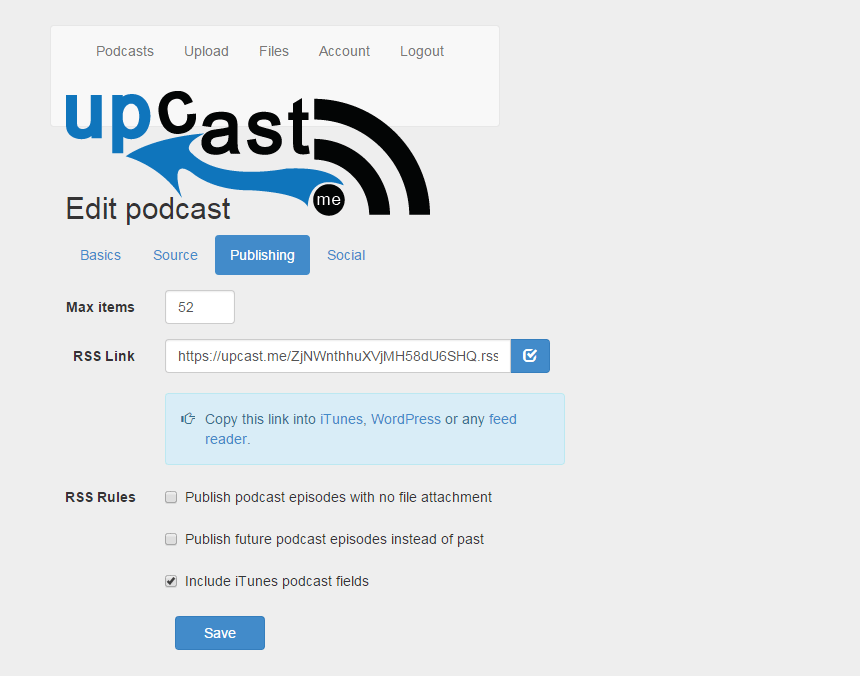 Podcasts Upload Files Account Logout
upcast
me
Edit podcast
Basics Source Publishing Social
Max items 52
RSS Link https://upcast.me/ZjNWnthhuXVjMH58dU6SHQ.rss
Copy this link into iTunes, WordPress or any feed
reader.
RSS Rules Publish podcast episodes with no file attachment
Publish future podcast episodes instead of past
Include iTunes podcast fields
Save